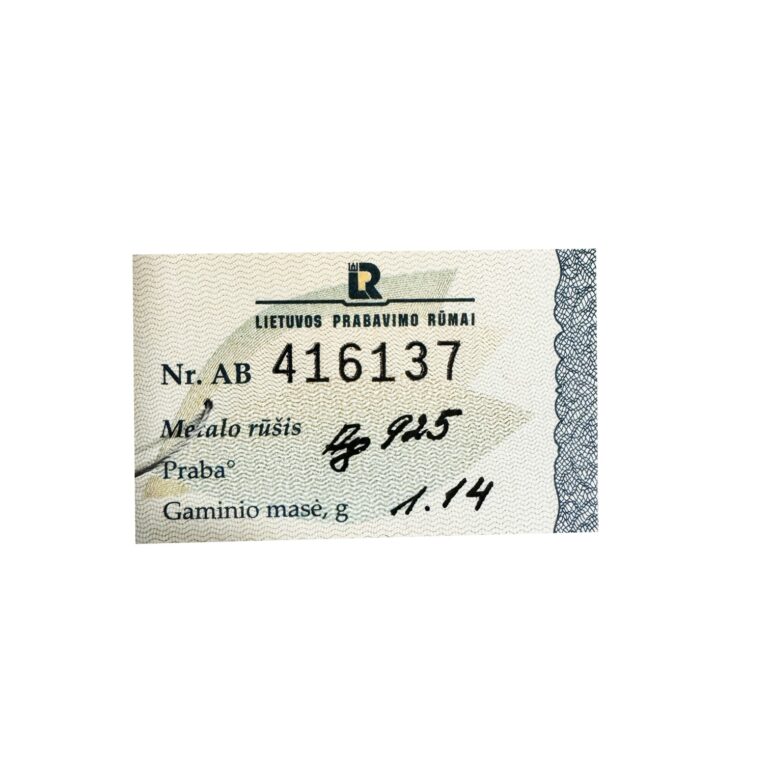 LR
LIETUVOS PRABAVIMO RŪMAI
Nr. AB 416137
Metalo rūšis Ag 925
Praba°
Gaminio masė, g 1.14